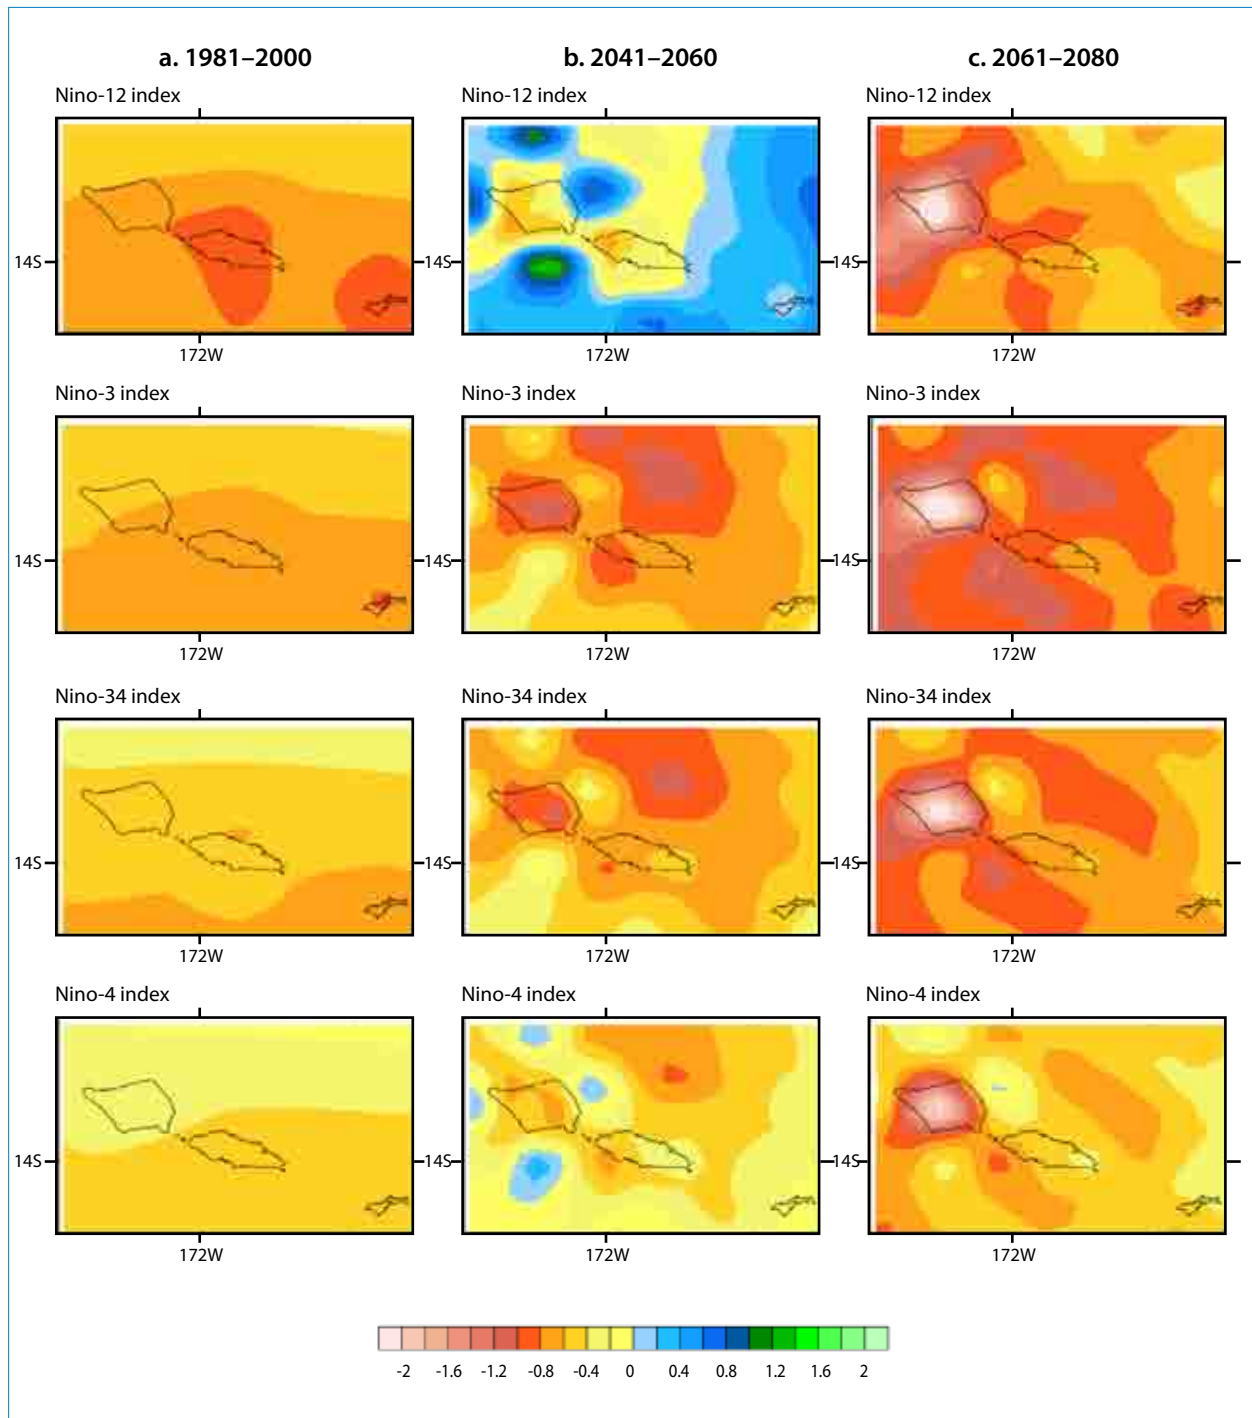 a. 1981–2000 b. 2041–2060 c. 2061–2080
Nino-12 index Nino-12 index Nino-12 index
14S 14S 14S
172W 172W 172W
Nino-3 index Nino-3 index Nino-3 index
14S 14S 14S
172W 172W 172W
Nino-34 index Nino-34 index Nino-34 index
14S 14S 14S
172W 172W 172W
Nino-4 index Nino-4 index Nino-4 index
14S 14S 14S
172W 172W 172W
-2 -1.6 -1.2 -0.8 -0.4 0 0.4 0.8 1.2 1.6 2